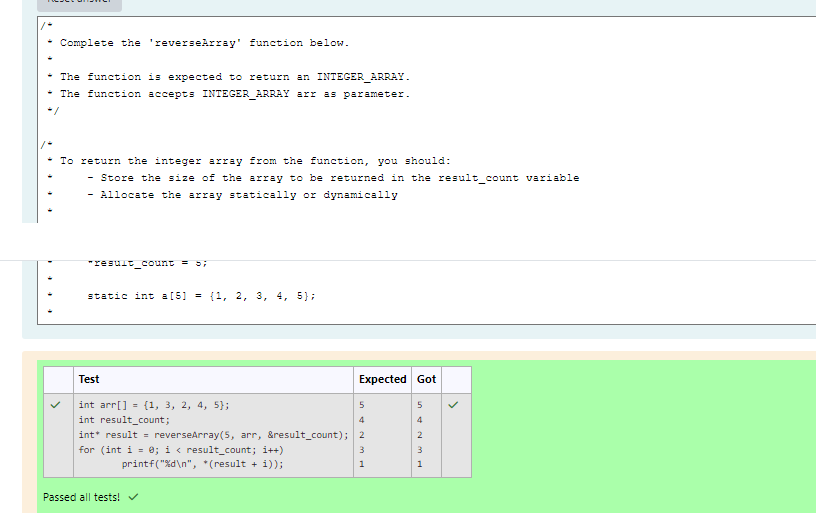 Reset answer
/*
* Complete the 'reverseArray' function below.
*
* The function is expected to return an INTEGER_ARRAY.
* The function accepts INTEGER_ARRAY arr as parameter.
*/
/*
* To return the integer array from the function, you should:
*     - Store the size of the array to be returned in the result_count variable
*     - Allocate the array statically or dynamically
*
*     *result_count = 5;
*
*     static int a[5] = {1, 2, 3, 4, 5};
*
Test Expected Got
int arr[] = {1, 3, 2, 4, 5}; 5 5
int result_count; 4 4
int* result = reverseArray(5, arr, &result_count); 2 2
for (int i = 0; i < result_count; i++) 3 3
printf("%d\n", *(result + i)); 1 1
Passed all tests!